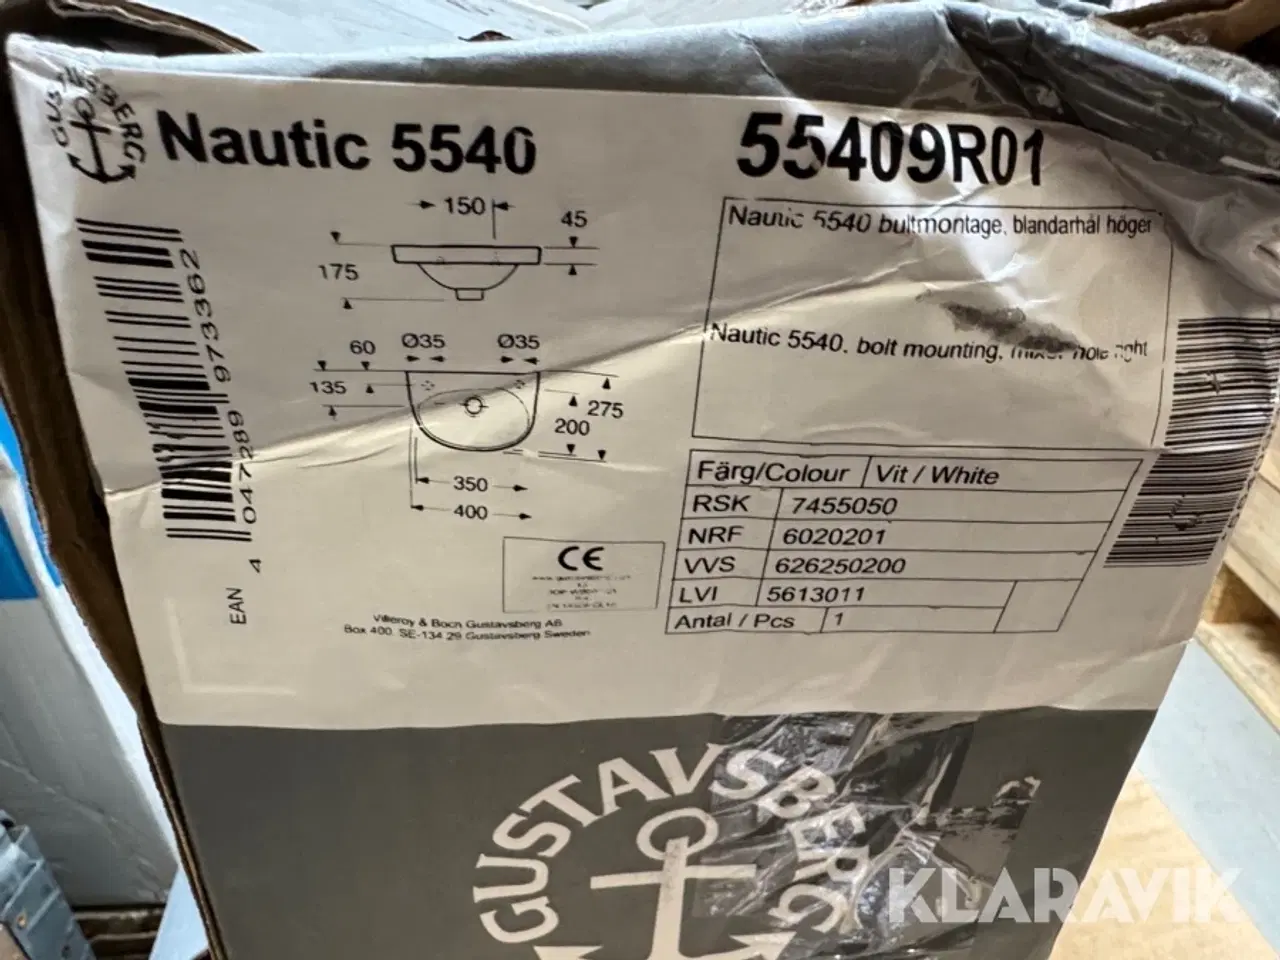 GUSTAVSBERG
Nautic 5540
55409R01
150
45
175
60
Ø35
Ø35
135
275
200
350
400
4 047289 973362
EAN
Nautic 5540 bultmontage, blandarhål höger
Nautic 5540, bolt mounting, mixer hole right
Färg/Colour Vit / White
RSK 7455050
NRF 6020201
VVS 626250200
LVI 5613011
Antal / Pcs 1
CE
Villeroy & Boch Gustavsberg AB
Box 400, SE-134 29 Gustavsberg Sweden
GUSTAVSBERG
KLARAVIK